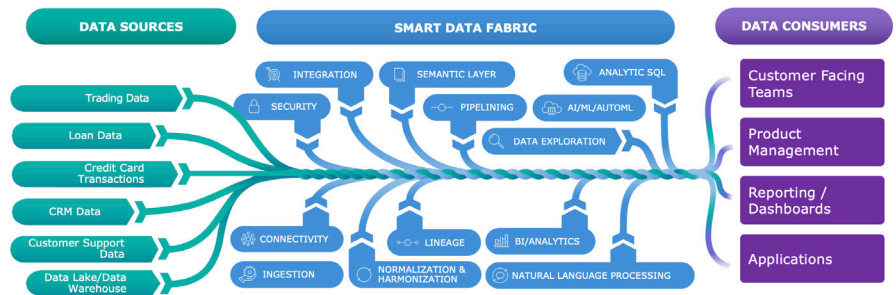 DATA SOURCES
SMART DATA FABRIC
DATA CONSUMERS
Trading Data
Loan Data
Credit Card
Transactions
CRM Data
Customer Support
Data
Data Lake/Data
Warehouse
INTEGRATION
SEMANTIC LAYER
ANALYTIC SQL
SECURITY
PIPELINING
AI/ML/AUTOML
DATA EXPLORATION
CONNECTIVITY
LINEAGE
BI/ANALYTICS
INGESTION
NORMALIZATION &
HARMONIZATION
NATURAL LANGUAGE PROCESSING
Customer Facing
Teams
Product
Management
Reporting /
Dashboards
Applications